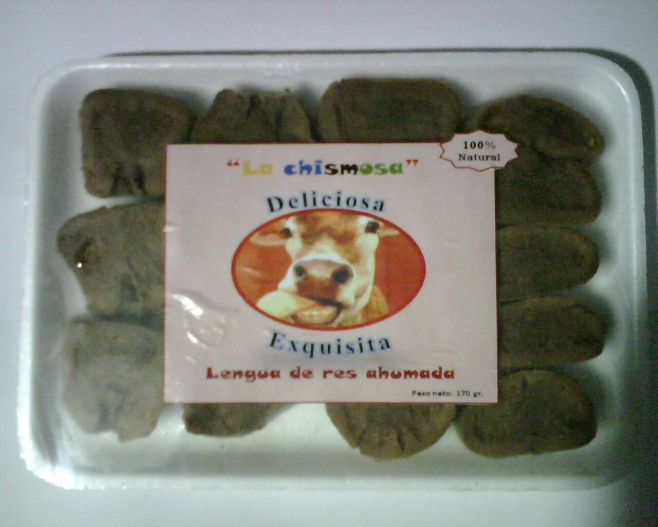 "La chismosa"
100%
Natural
Deliciosa
Exquisita
Lengua de res ahumada
Peso neto: 170 gr.